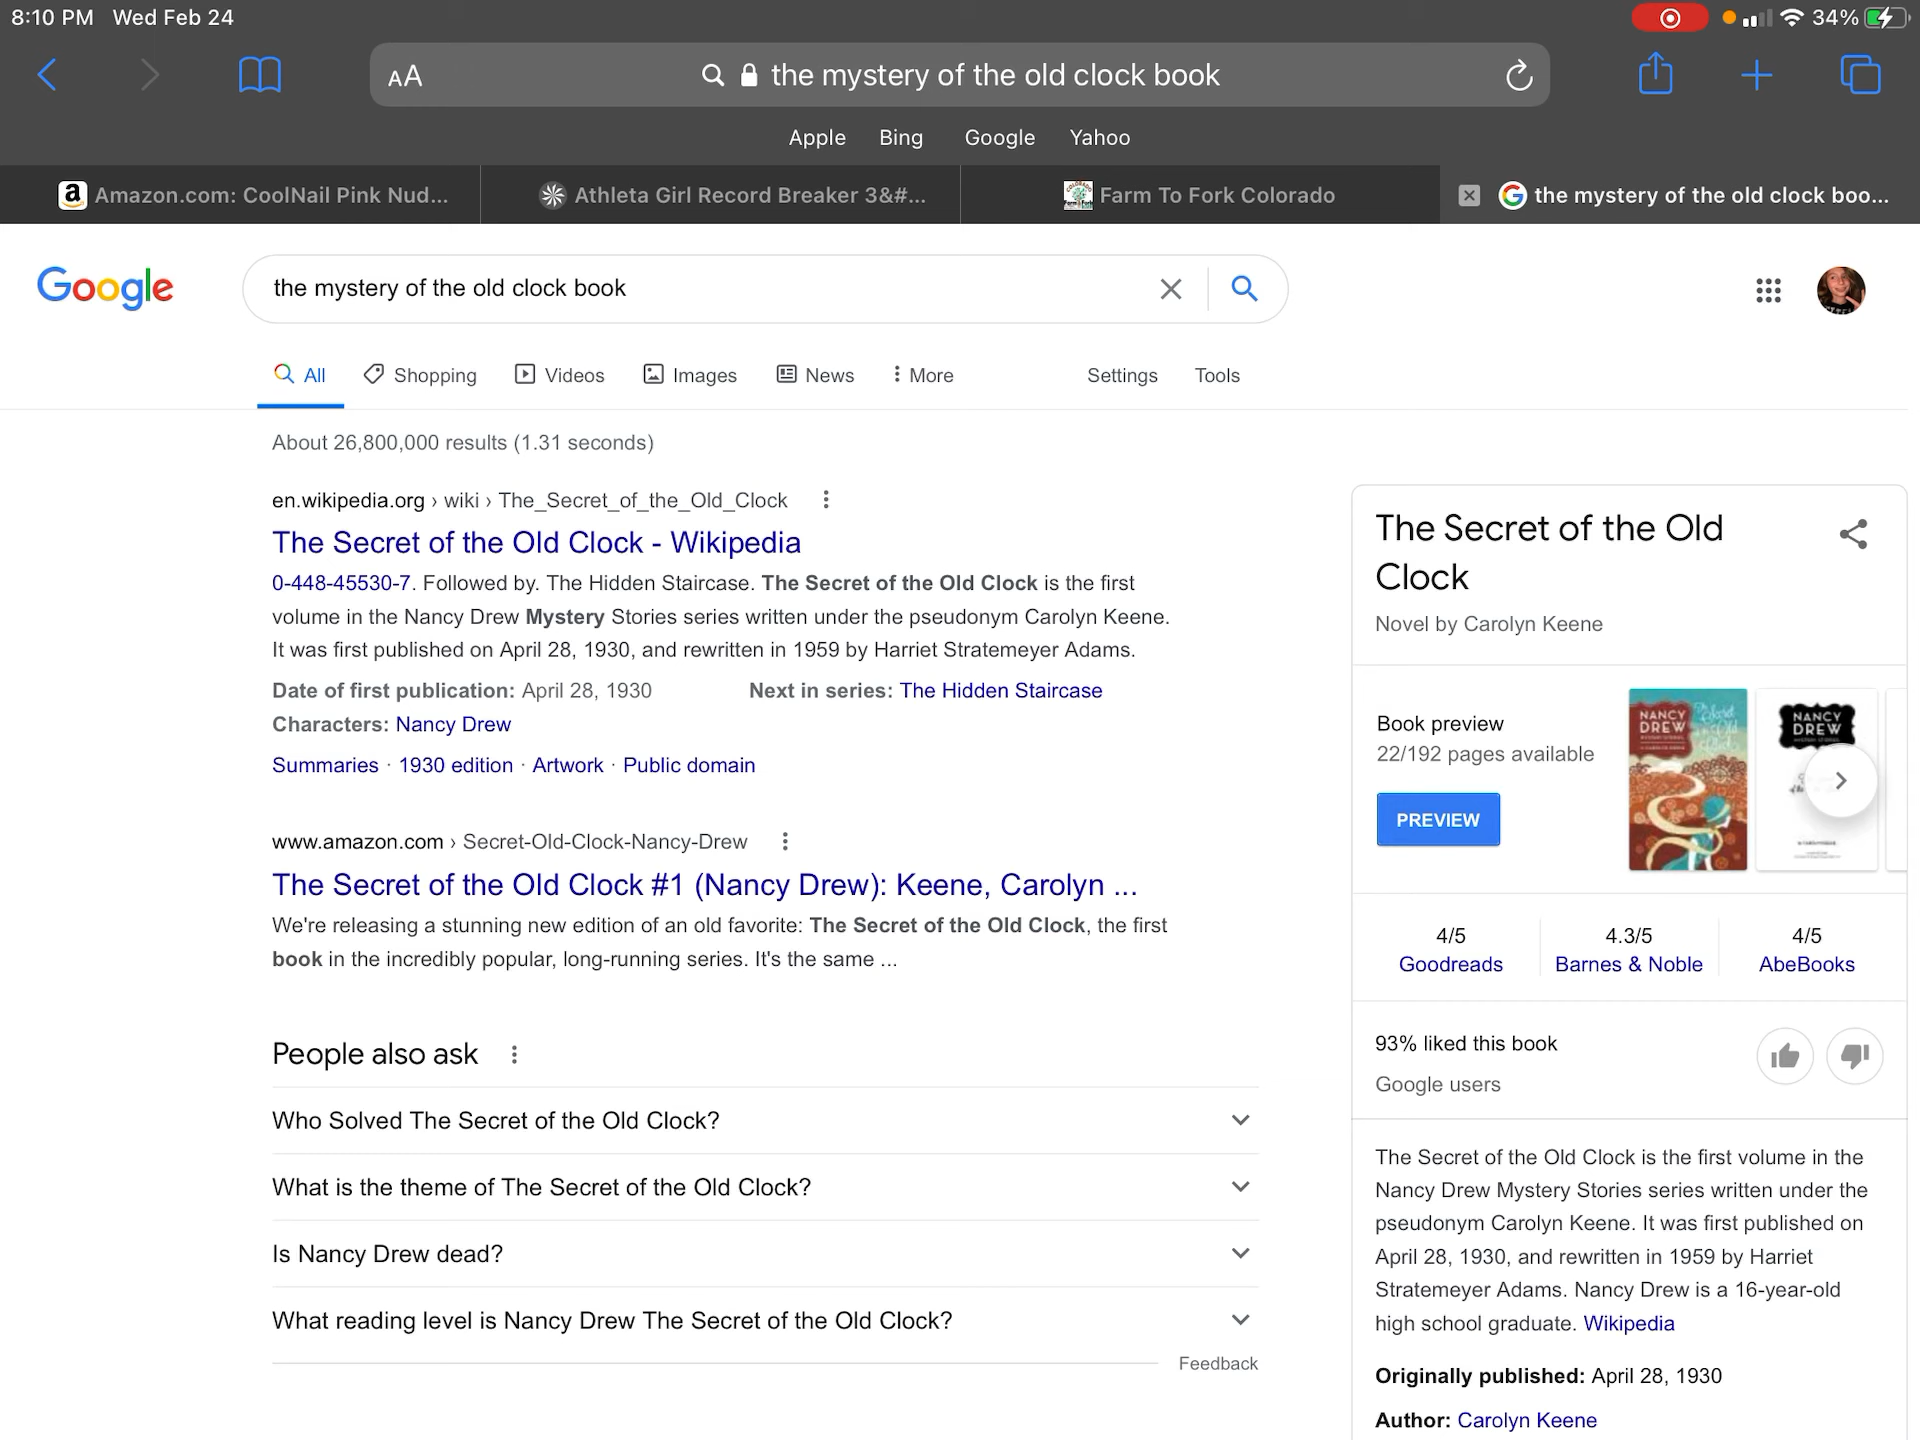 8:10 PM Wed Feb 24
34%
AA
the mystery of the old clock book
Apple Bing Google Yahoo
Amazon.com: CoolNail Pink Nud...
Athleta Girl Record Breaker 3&#...
Farm To Fork Colorado
the mystery of the old clock boo...
Google
the mystery of the old clock book
All Shopping Videos Images News More Settings Tools
About 26,800,000 results (1.31 seconds)
en.wikipedia.org › wiki › The_Secret_of_the_Old_Clock
The Secret of the Old Clock - Wikipedia
0-448-45530-7. Followed by. The Hidden Staircase. The Secret of the Old Clock is the first
volume in the Nancy Drew Mystery Stories series written under the pseudonym Carolyn Keene.
It was first published on April 28, 1930, and rewritten in 1959 by Harriet Stratemeyer Adams.
Date of first publication: April 28, 1930 Next in series: The Hidden Staircase
Characters: Nancy Drew
Summaries · 1930 edition · Artwork · Public domain
www.amazon.com › Secret-Old-Clock-Nancy-Drew
The Secret of the Old Clock #1 (Nancy Drew): Keene, Carolyn ...
We're releasing a stunning new edition of an old favorite: The Secret of the Old Clock, the first
book in the incredibly popular, long-running series. It's the same ...
People also ask
Who Solved The Secret of the Old Clock?
What is the theme of The Secret of the Old Clock?
Is Nancy Drew dead?
What reading level is Nancy Drew The Secret of the Old Clock?
Feedback
The Secret of the Old
Clock
Novel by Carolyn Keene
Book preview
22/192 pages available
PREVIEW
NANCY
DREW
NANCY
DREW
4/5
Goodreads
4.3/5
Barnes & Noble
4/5
AbeBooks
93% liked this book
Google users
The Secret of the Old Clock is the first volume in the
Nancy Drew Mystery Stories series written under the
pseudonym Carolyn Keene. It was first published on
April 28, 1930, and rewritten in 1959 by Harriet
Stratemeyer Adams. Nancy Drew is a 16-year-old
high school graduate. Wikipedia
Originally published: April 28, 1930
Author: Carolyn Keene